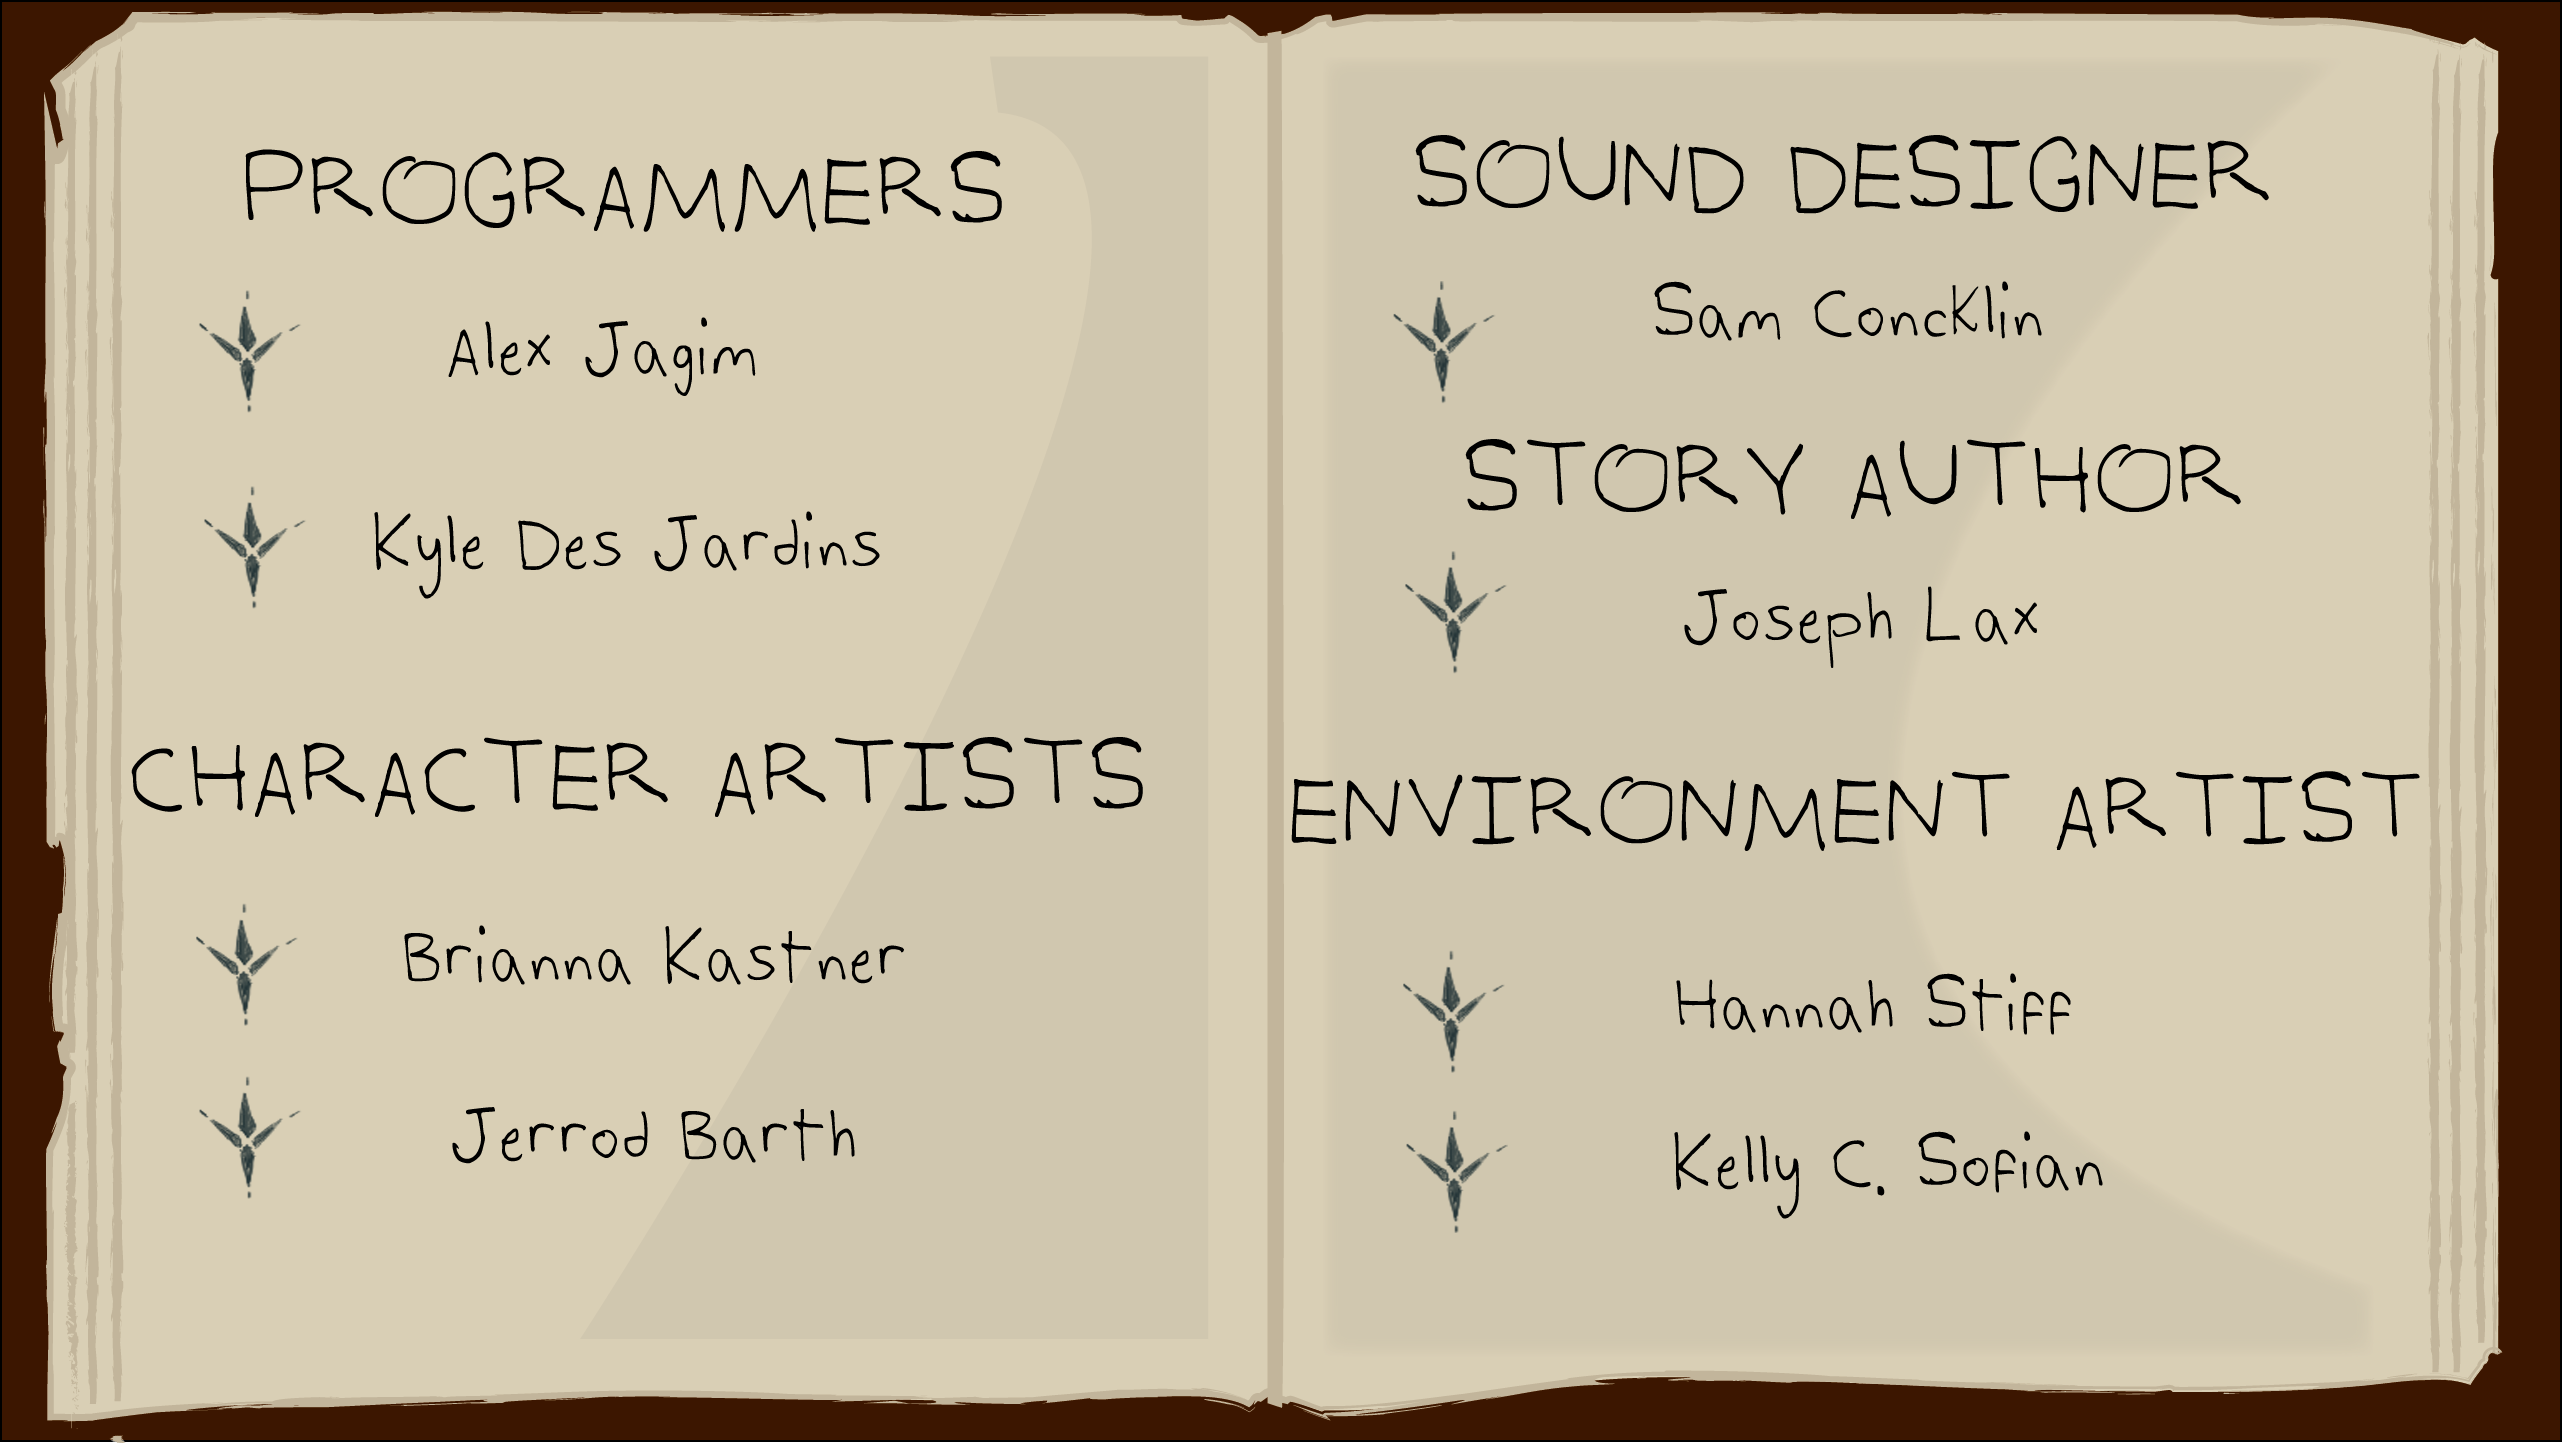 PROGRAMMERS
Alex Jagim
Kyle Des Jardins
CHARACTER ARTISTS
Brianna Kastner
Jerrod Barth
SOUND DESIGNER
Sam Concklin
STORY AUTHOR
Joseph Lax
ENVIRONMENT ARTIST
Hannah Stiff
Kelly C. Sofian